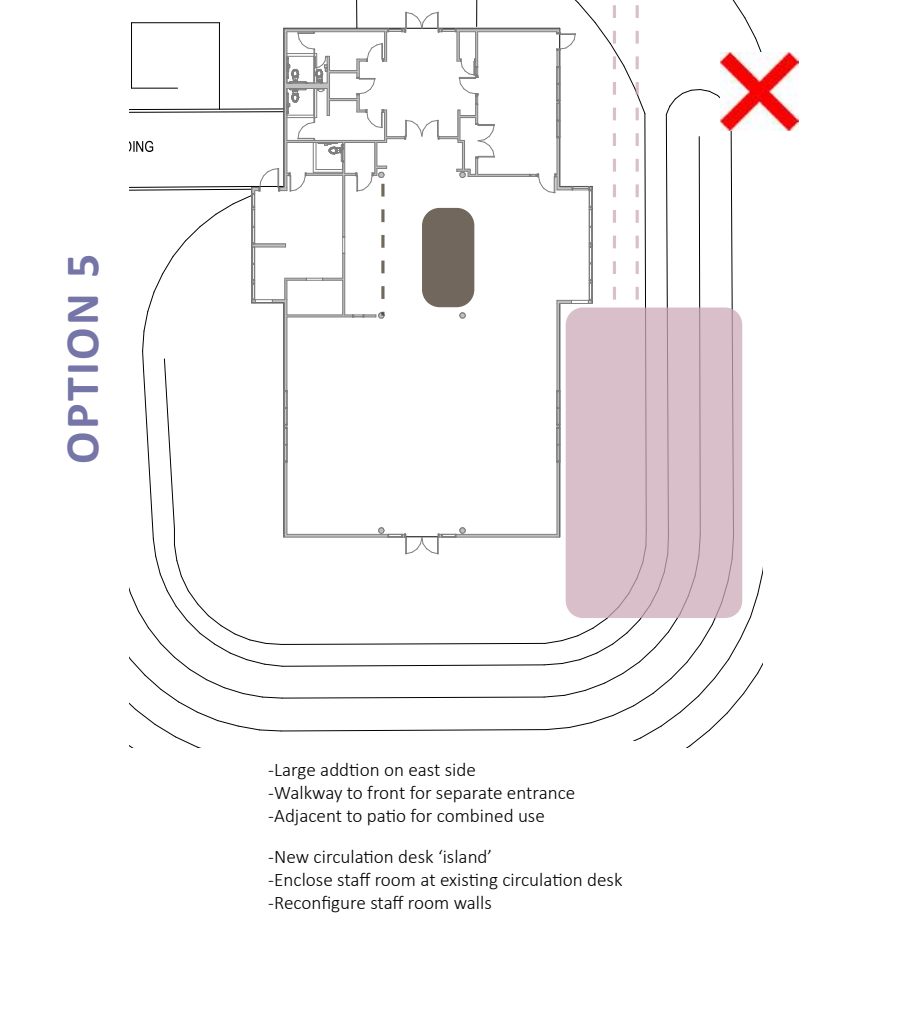 DING
OPTION 5
-Large addtion on east side
-Walkway to front for separate entrance
-Adjacent to patio for combined use
-New circulation desk ‘island’
-Enclose staff room at existing circulation desk
-Reconfigure staff room walls